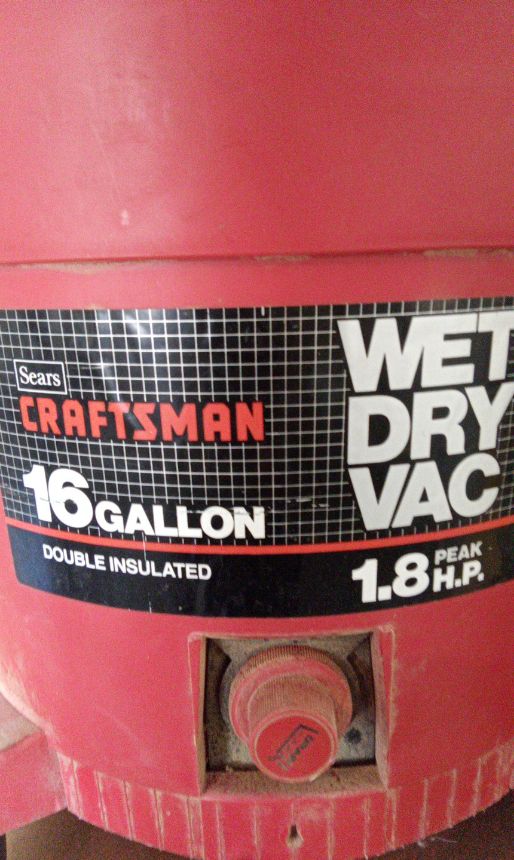 Sears
CRAFTSMAN
16 GALLON
DOUBLE INSULATED
WET
DRY
VAC
1.8 PEAK H.P.